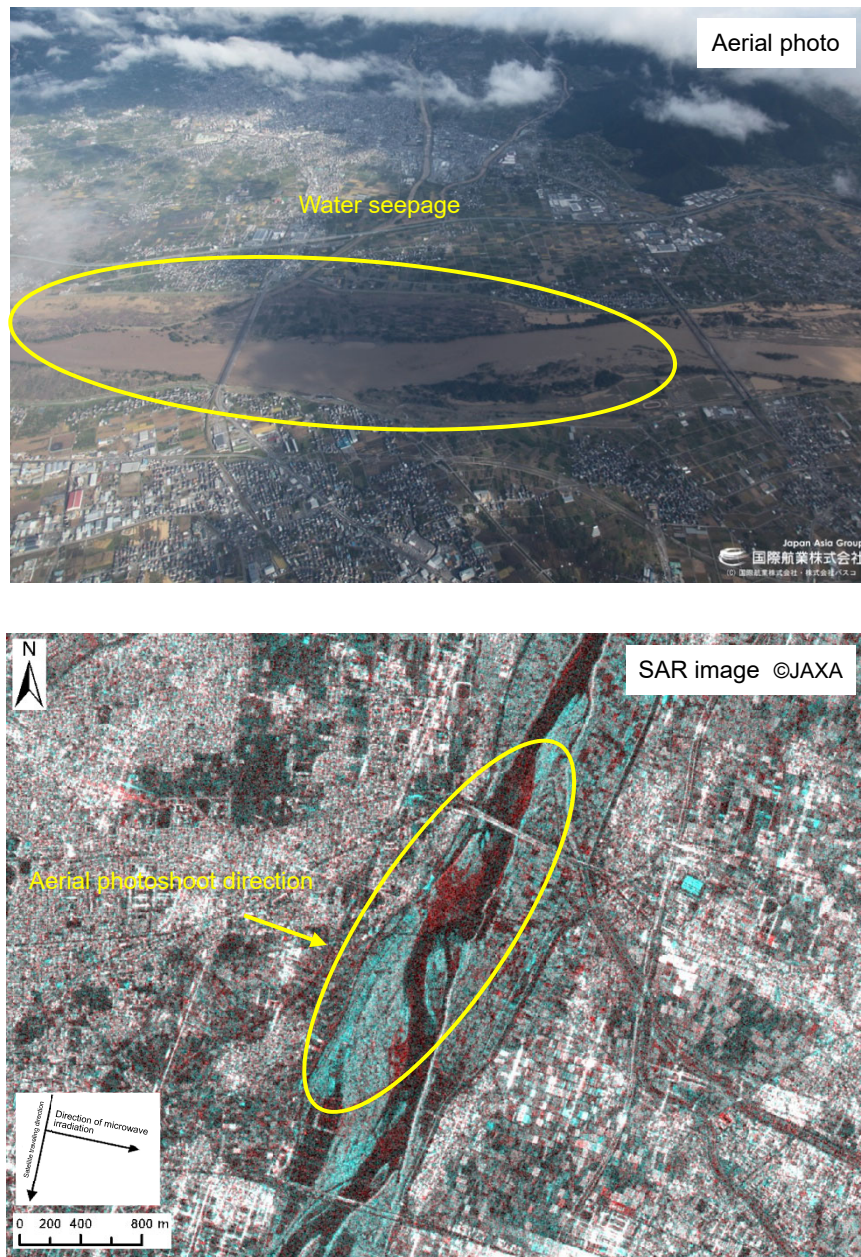 Aerial photo
Water seepage
Japan Asia Group
国際航業株式会社
(C) 国際航業株式会社・株式会社パスコ
N
SAR image ©JAXA
Aerial photoshoot direction
Satellite traveling direction
Direction of microwave
irradiation
0 200 400 800 m